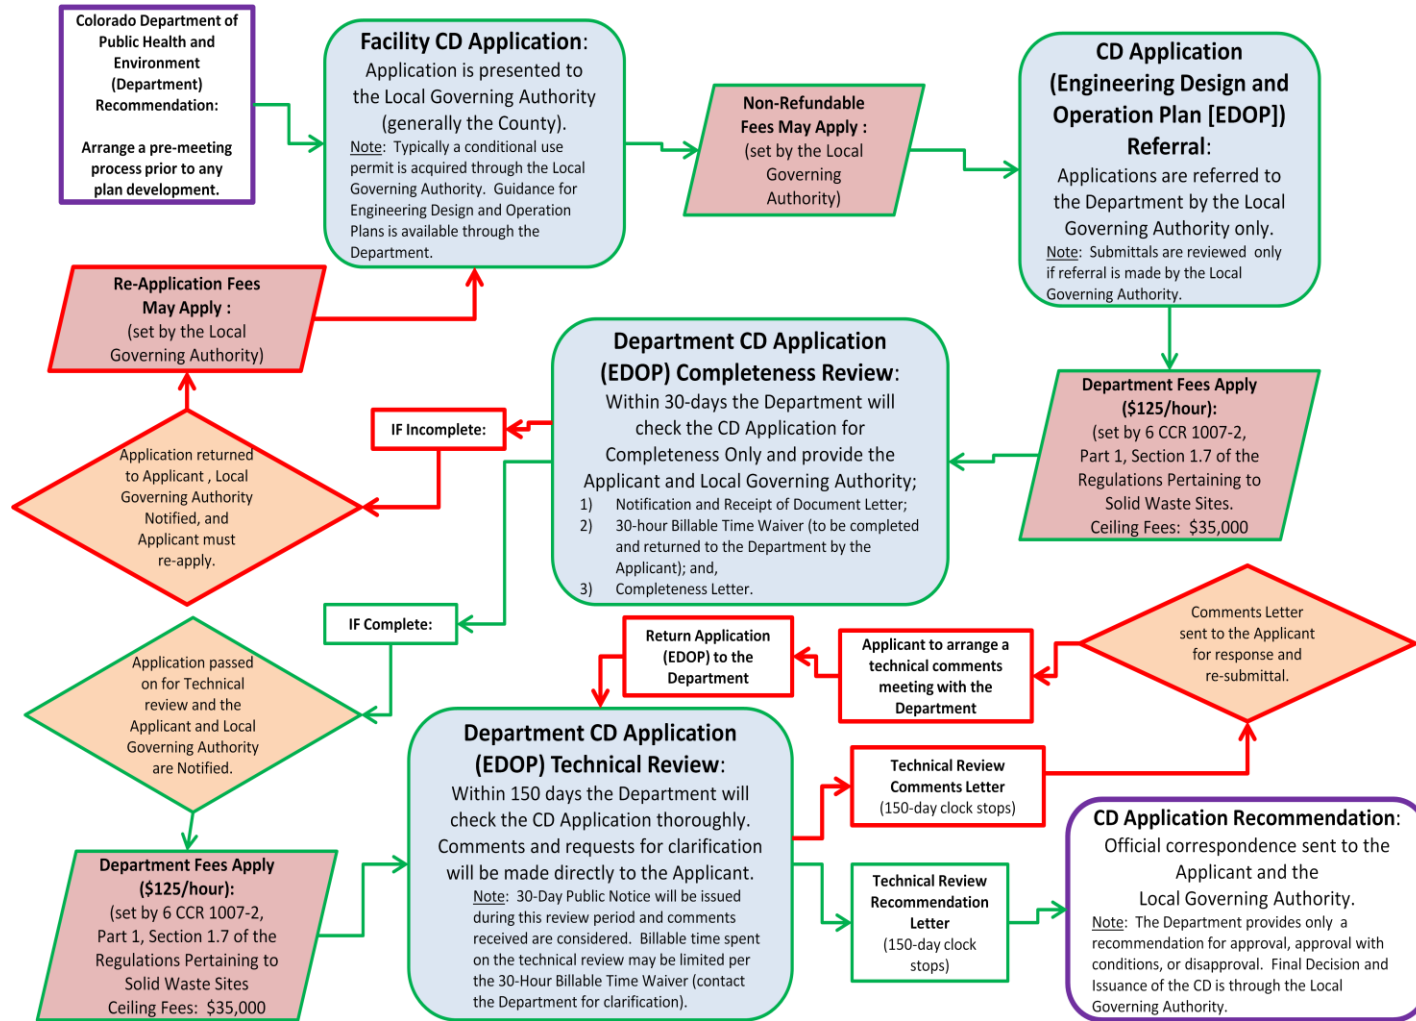 Colorado Department of
Public Health and
Environment
(Department)
Recommendation:
Arrange a pre-meeting
process prior to any
plan development.
Facility CD Application:
Application is presented to
the Local Governing Authority
(generally the County).
Note:  Typically a conditional use
permit is acquired through the Local
Governing Authority.  Guidance for
Engineering Design and Operation
Plans is available through the
Department.
Non-Refundable
Fees May Apply :
(set by the Local
Governing
Authority)
CD Application
(Engineering Design and
Operation Plan [EDOP])
Referral:
Applications are referred to
the Department by the Local
Governing Authority only.
Note:  Submittals are reviewed  only
if referral is made by the Local
Governing Authority.
Re-Application Fees
May Apply :
(set by the Local
Governing Authority)
Department CD Application
(EDOP) Completeness Review:
Within 30-days the Department will
check the CD Application for
Completeness Only and provide the
Applicant and Local Governing Authority;
1) Notification and Receipt of Document Letter;
2) 30-hour Billable Time Waiver (to be completed
and returned to the Department by the
Applicant); and,
3) Completeness Letter.
Department Fees Apply
($125/hour):
(set by 6 CCR 1007-2,
Part 1, Section 1.7 of the
Regulations Pertaining to
Solid Waste Sites.
Ceiling Fees:  $35,000
IF Incomplete:
Application returned
to Applicant , Local
Governing Authority
Notified, and
Applicant must
re-apply.
IF Complete:
Application passed
on for Technical
review and the
Applicant and Local
Governing Authority
are Notified.
Return Application
(EDOP) to the
Department
Applicant to arrange a
technical comments
meeting with the
Department
Comments Letter
sent to the Applicant
for response and
re-submittal.
Department CD Application
(EDOP) Technical Review:
Within 150 days the Department will
check the CD Application thoroughly.
Comments and requests for clarification
will be made directly to the Applicant.
Note:  30-Day Public Notice will be issued
during this review period and comments
received are considered.  Billable time spent
on the technical review may be limited per
the 30-Hour Billable Time Waiver (contact
the Department for clarification).
Technical Review
Comments Letter
(150-day clock stops)
Technical Review
Recommendation
Letter
(150-day clock
stops)
CD Application Recommendation:
Official correspondence sent to the
Applicant and the
Local Governing Authority.
Note:  The Department provides only  a
recommendation for approval, approval with
conditions, or disapproval.  Final Decision and
Issuance of the CD is through the Local
Governing Authority.
Department Fees Apply
($125/hour):
(set by 6 CCR 1007-2,
Part 1, Section 1.7 of the
Regulations Pertaining to
Solid Waste Sites
Ceiling Fees:  $35,000